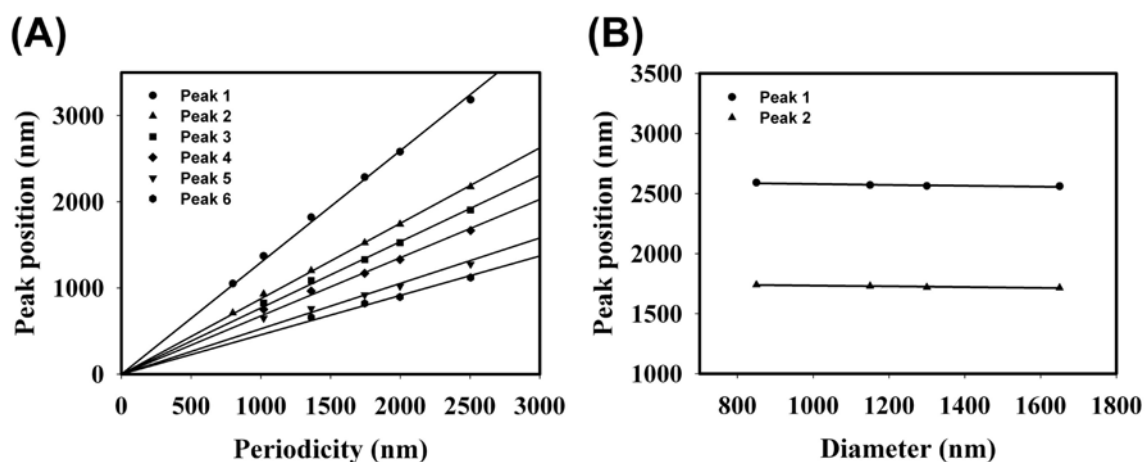 (A)
Peak position (nm)
3000
2000
1000
0
Peak 1
Peak 2
Peak 3
Peak 4
Peak 5
Peak 6
0 500 1000 1500 2000 2500 3000
Periodicity (nm)
(B)
Peak position (nm)
3500
3000
2500
2000
1500
1000
Peak 1
Peak 2
800 1000 1200 1400 1600 1800
Diameter (nm)